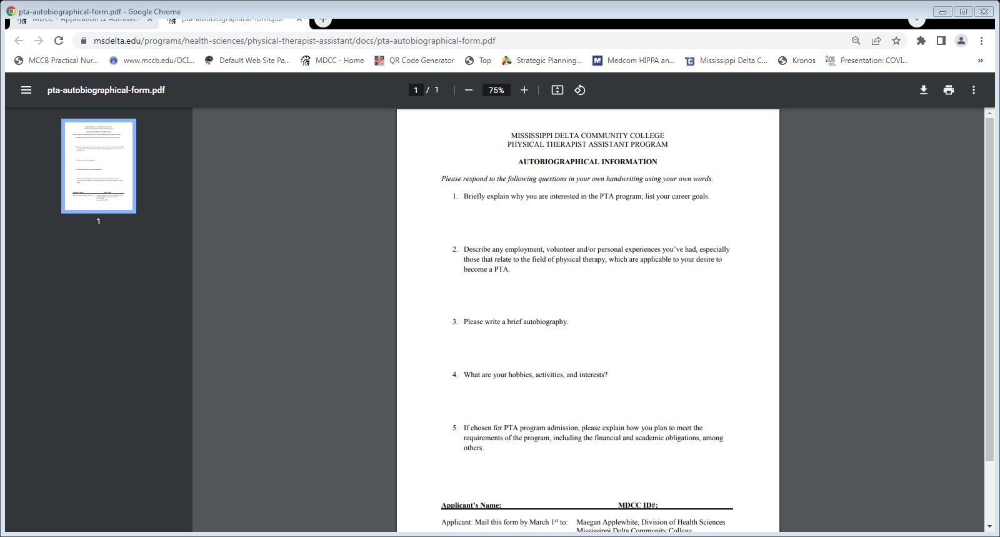 pta-autobiographical-form.pdf - Google Chrome
MDCC - Application & Admissio
pta-autobiographical-form.pdf
msdelta.edu/programs/health-sciences/physical-therapist-assistant/docs/pta-autobiographical-form.pdf
MCCB Practical Nur... www.mccb.edu/OCI... Default Web Site Pa... MDCC - Home QR Code Generator Top Strategic Planning... Medcom HIPPA an... Mississippi Delta C... Kronos Presentation: COVI... »
pta-autobiographical-form.pdf 1 / 1 75%
1
MISSISSIPPI DELTA COMMUNITY COLLEGE
PHYSICAL THERAPIST ASSISTANT PROGRAM
AUTOBIOGRAPHICAL INFORMATION
Please respond to the following questions in your own handwriting using your own words.
1. Briefly explain why you are interested in the PTA program; list your career goals.
2. Describe any employment, volunteer and/or personal experiences you've had, especially
those that relate to the field of physical therapy, which are applicable to your desire to
become a PTA.
3. Please write a brief autobiography.
4. What are your hobbies, activities, and interests?
5. If chosen for PTA program admission, please explain how you plan to meet the
requirements of the program, including the financial and academic obligations, among
others.
Applicant's Name: MDCC ID#:
Applicant: Mail this form by March 1st to: Maegan Applewhite, Division of Health Sciences
Mississippi Delta Community College